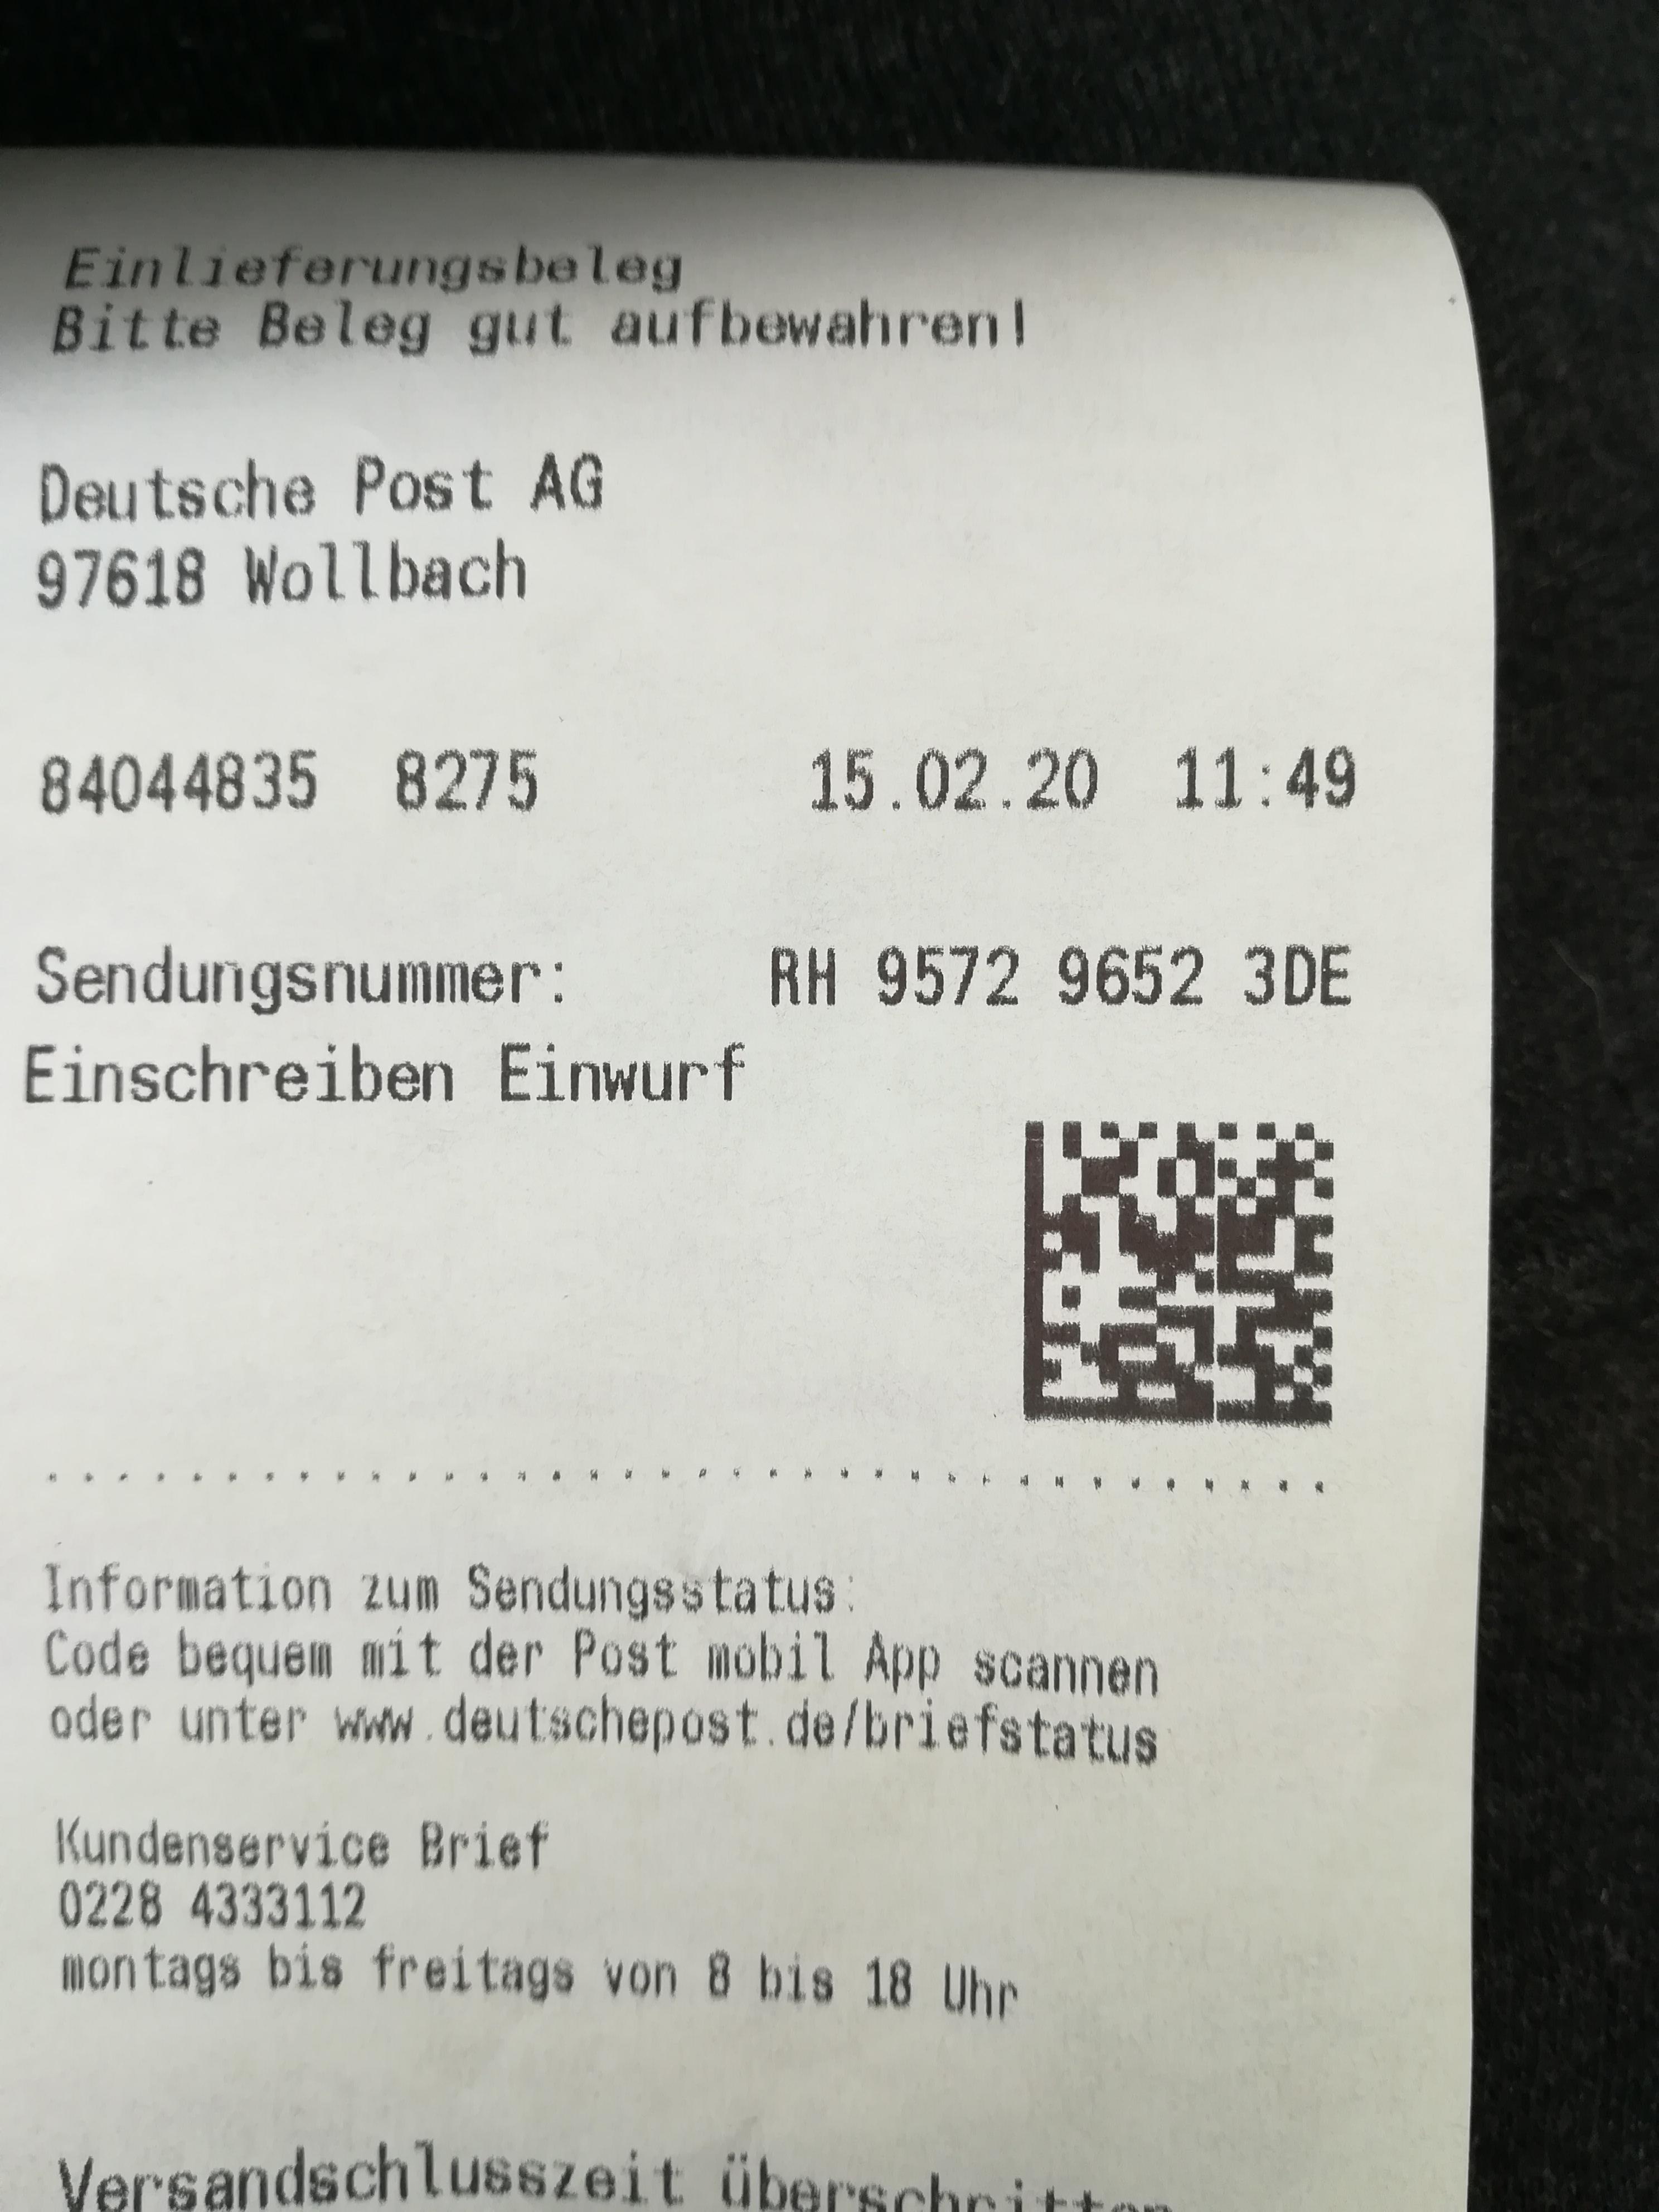 Einlieferungsbeleg
Bitte Beleg gut aufbewahren!
Deutsche Post AG
97618 Wollbach
84044835 8275 15.02.20 11:49
Sendungsnummer: RH 9572 9652 3DE
Einschreiben Einwurf
Information zum Sendungsstatus:
Code bequem mit der Post mobil App scannen
oder unter www.deutschepost.de/briefstatus
Kundenservice Brief
0228 4333112
montags bis freitags von 8 bis 18 Uhr
Versandschlusszeit überschritten